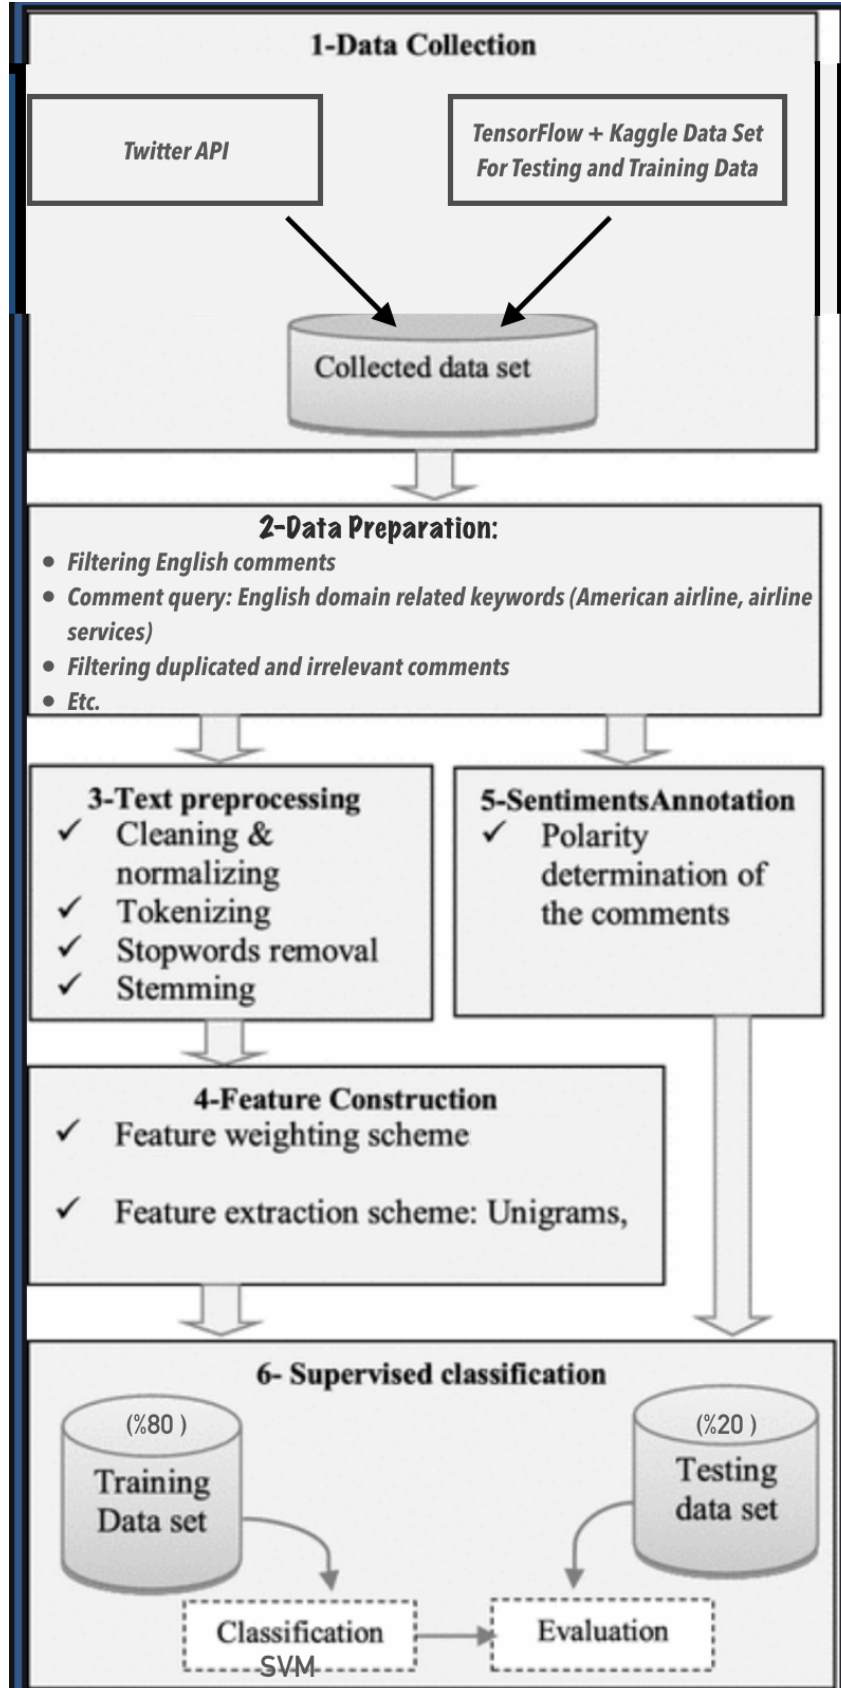 1-Data Collection
Twitter API
TensorFlow + Kaggle Data Set
For Testing and Training Data
Collected data set
2-Data Preparation:
• Filtering English comments
• Comment query: English domain related keywords (American airline, airline
services)
• Filtering duplicated and irrelevant comments
• Etc.
3-Text preprocessing
✓ Cleaning &
normalizing
✓ Tokenizing
✓ Stopwords removal
✓ Stemming
5-SentimentsAnnotation
✓ Polarity
determination of
the comments
4-Feature Construction
✓ Feature weighting scheme
✓ Feature extraction scheme: Unigrams,
6- Supervised classification
(%80 )
Training
Data set
(%20 )
Testing
data set
Classification
SVM
Evaluation